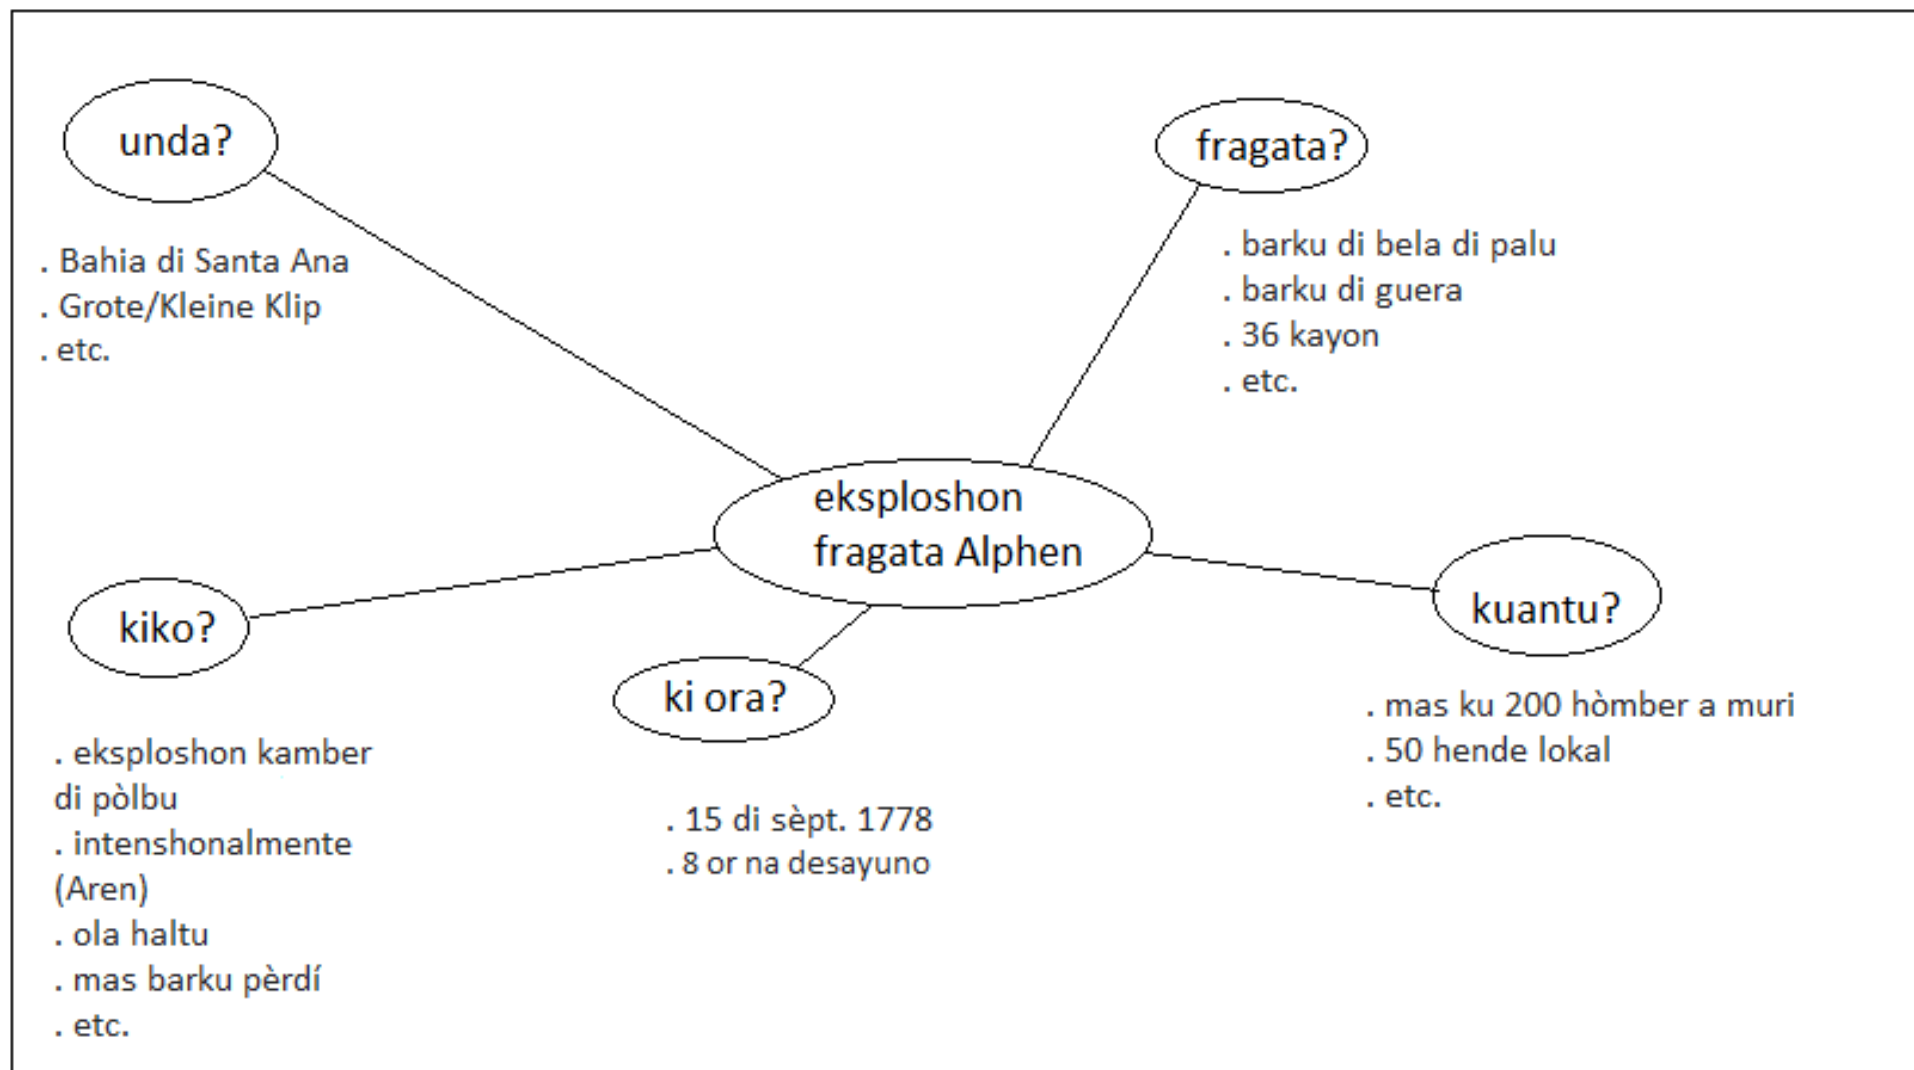 unda?
. Bahia di Santa Ana
. Grote/Kleine Klip
. etc.
fragata?
. barku di bela di palu
. barku di guera
. 36 kayon
. etc.
eksploshon
fragata Alphen
kiko?
. eksploshon kamber
di pòlbu
. intenshonalmente
(Aren)
. ola haltu
. mas barku pèrdí
. etc.
ki ora?
. 15 di sèpt. 1778
. 8 or na desayuno
kuantu?
. mas ku 200 hòmber a muri
. 50 hende lokal
. etc.